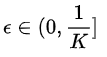 ϵ ∈ (0, 1/K]